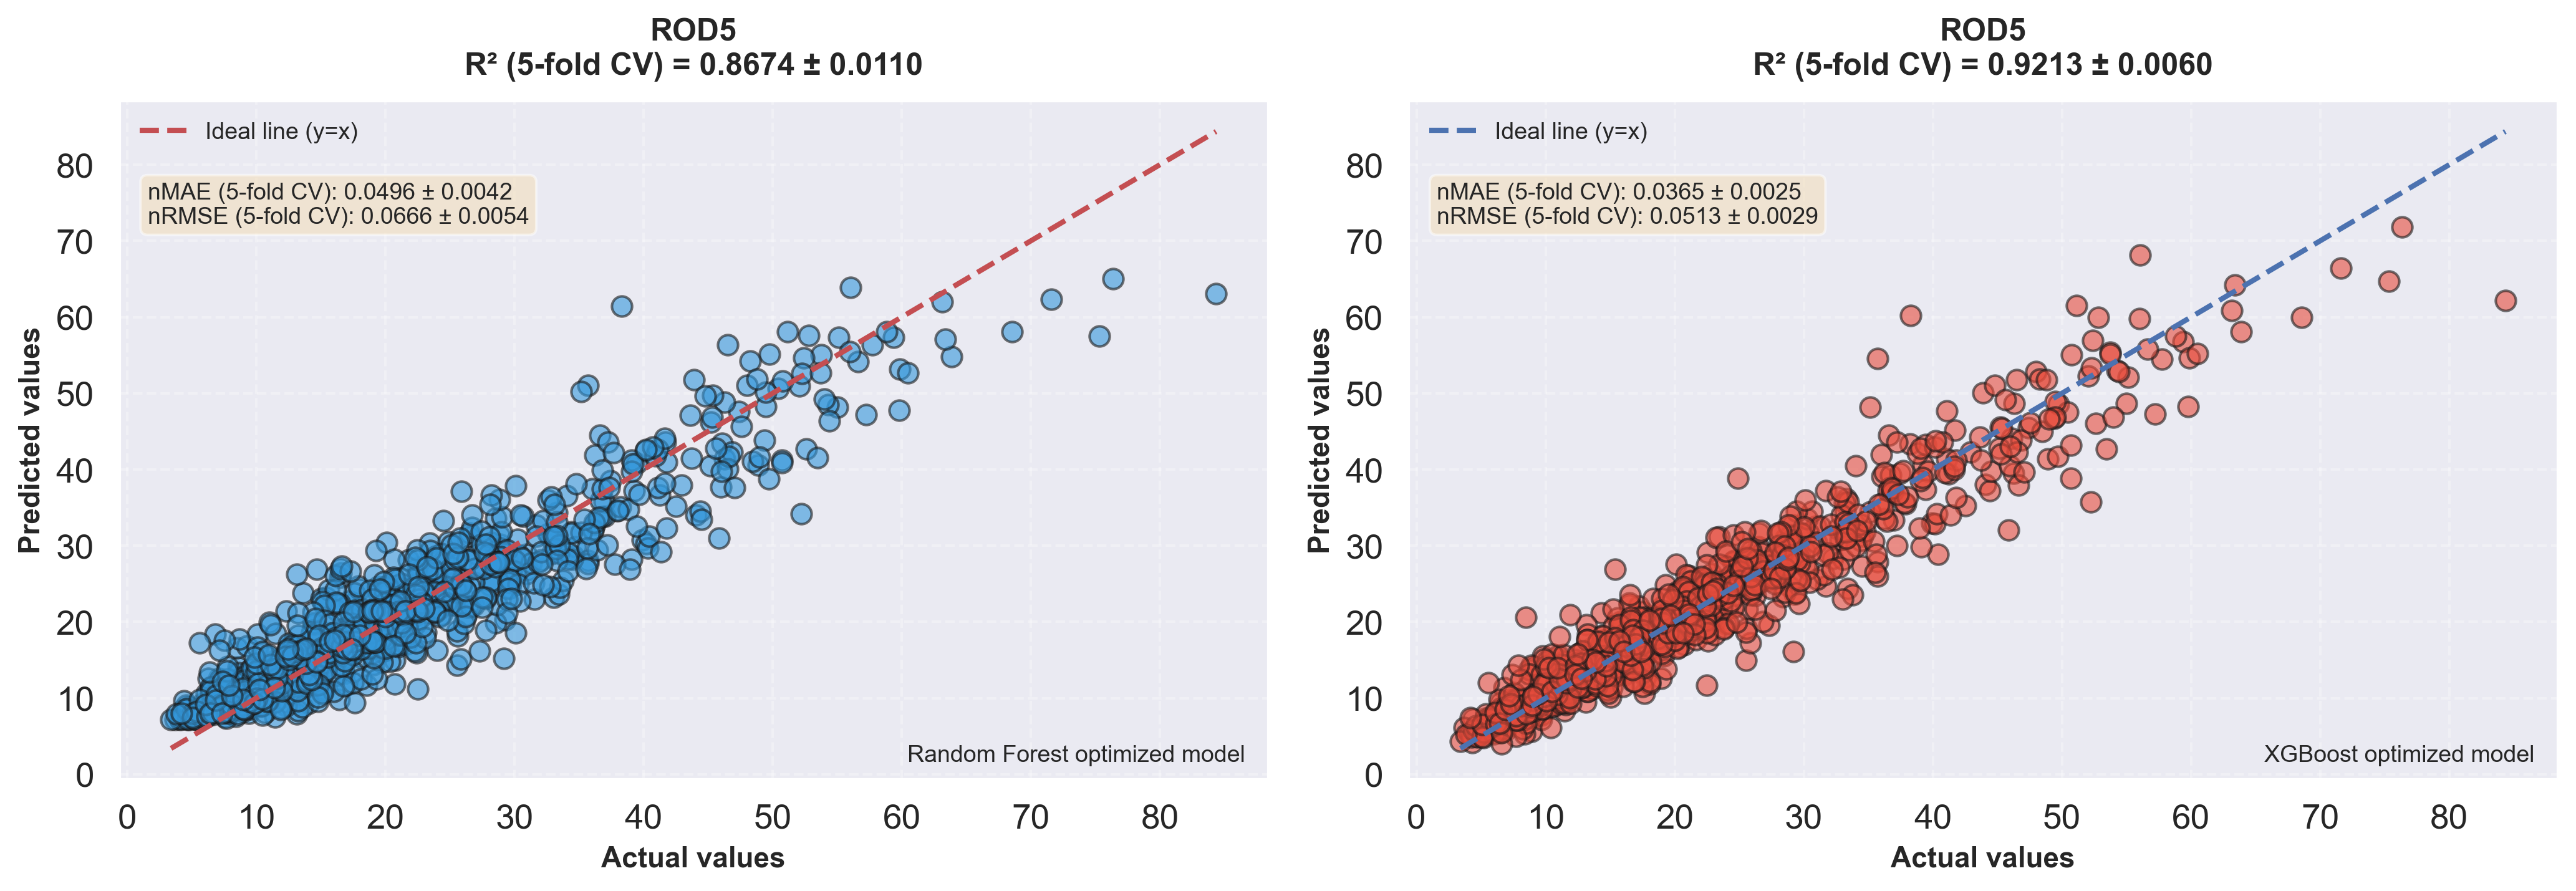 ROD5
R² (5-fold CV) = 0.8674 ± 0.0110
Ideal line (y=x)
nMAE (5-fold CV): 0.0496 ± 0.0042
nRMSE (5-fold CV): 0.0666 ± 0.0054
80
70
60
50
40
30
20
10
0
Predicted values
Random Forest optimized model
0 10 20 30 40 50 60 70 80
Actual values
ROD5
R² (5-fold CV) = 0.9213 ± 0.0060
Ideal line (y=x)
nMAE (5-fold CV): 0.0365 ± 0.0025
nRMSE (5-fold CV): 0.0513 ± 0.0029
80
70
60
50
40
30
20
10
0
Predicted values
XGBoost optimized model
0 10 20 30 40 50 60 70 80
Actual values